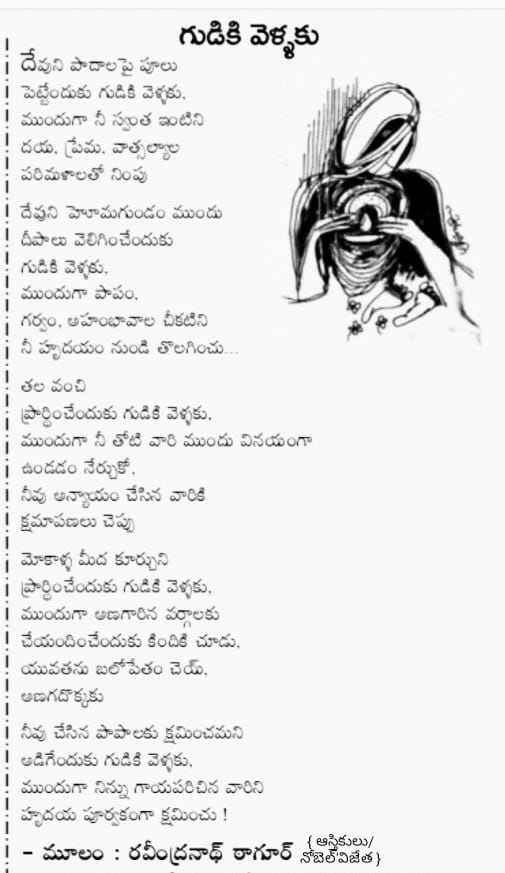 గుడికి వెళ్ళకు
దేవుని పాదాలపై పూలు
పెట్టేందుకు గుడికి వెళ్ళకు,
ముందుగా నీ స్వంత ఇంటిని
దయ, ప్రేమ, వాత్సల్యాల
పరిమళాలతో నింపు
దేవుని హెూమగుండం ముందు
దీపాలు వెలిగించేందుకు
గుడికి వెళ్ళకు,
ముందుగా పాపం,
గర్వం, అహంభావాల చీకటిని
నీ హృదయం నుండి తొలగించు...
తల వంచి
ప్రార్థించేందుకు గుడికి వెళ్ళకు,
ముందుగా నీ తోటి వారి ముందు వినయంగా
ఉండడం నేర్చుకో,
నీవు అన్యాయం చేసిన వారికి
క్షమాపణలు చెప్పు
మోకాళ్ళ మీద కూర్చుని
ప్రార్థించేందుకు గుడికి వెళ్ళకు,
ముందుగా అణగారిన వర్గాలకు
చేయందించేందుకు కిందికి చూడు,
యువతను బలోపేతం చెయ్,
అణగదొక్కకు
నీవు చేసిన పాపాలకు క్షమించమని
అడిగేందుకు గుడికి వెళ్ళకు,
ముందుగా నిన్ను గాయపరిచిన వారిని
హృదయ పూర్వకంగా క్షమించు !
- మూలం : రవీంద్రనాథ్ ఠాగూర్ { ఆస్తికులు/
నోబెల్ విజేత }